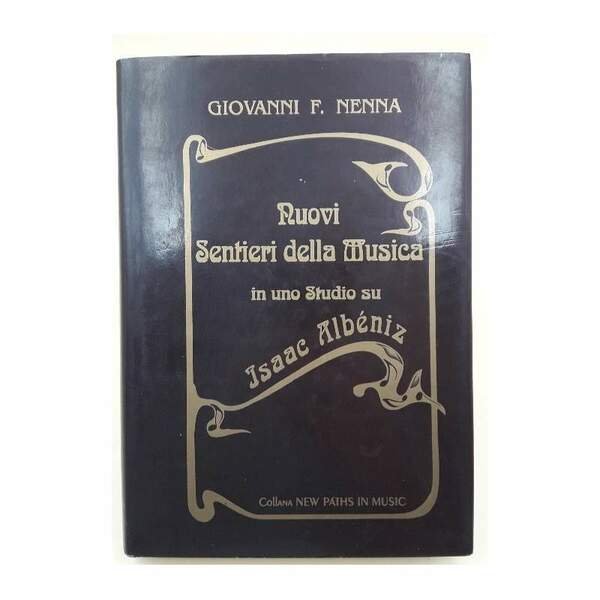 GIOVANNI F. NENNA
Nuovi
Sentieri della Musica
in uno Studio su
Isaac Albéniz
Collana NEW PATHS IN MUSIC